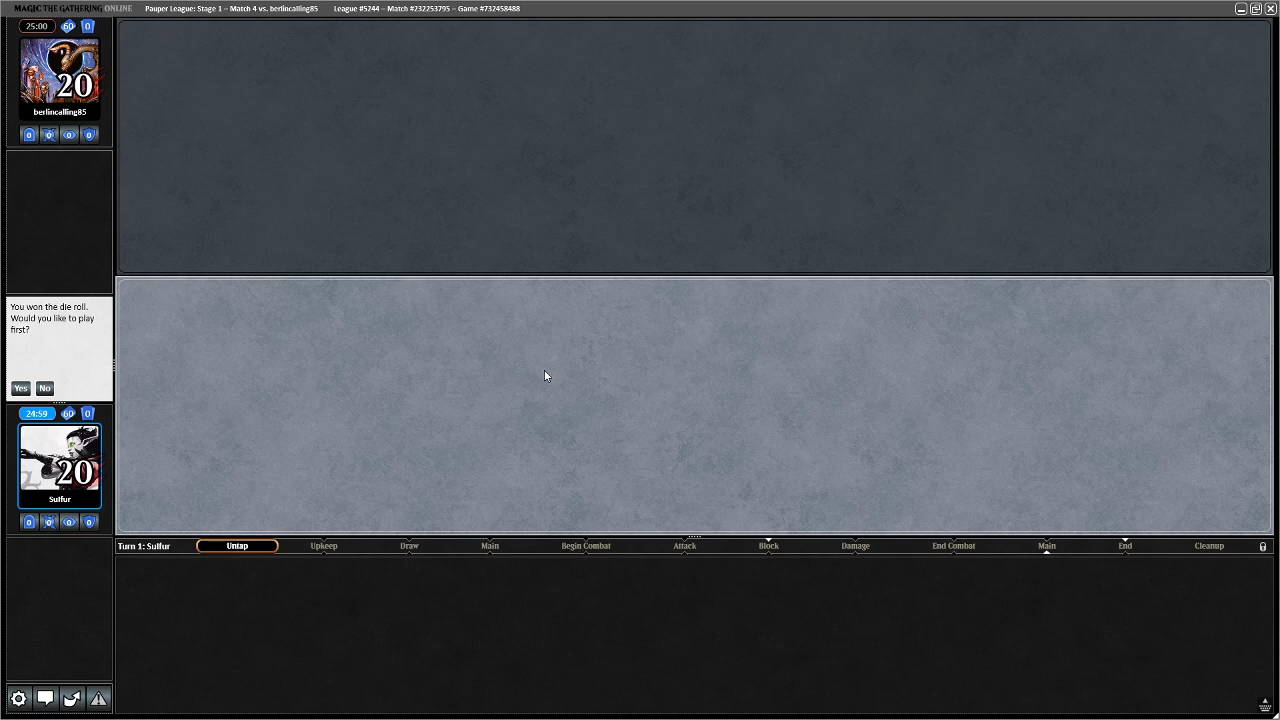 MAGIC THE GATHERING ONLINE
Pauper League: Stage 1 – Match 4 vs. berlincalling85
League #5244 – Match #232253795 – Game #732458488
25:00
60
0
20
berlincalling85
0
0
0
0
You won the die roll.
Would you like to play
first?
Yes
No
24:59
60
0
20
Sulfur
0
0
0
0
Turn 1: Sulfur
Untap
Upkeep
Draw
Main
Begin Combat
Attack
Block
Damage
End Combat
Main
End
Cleanup